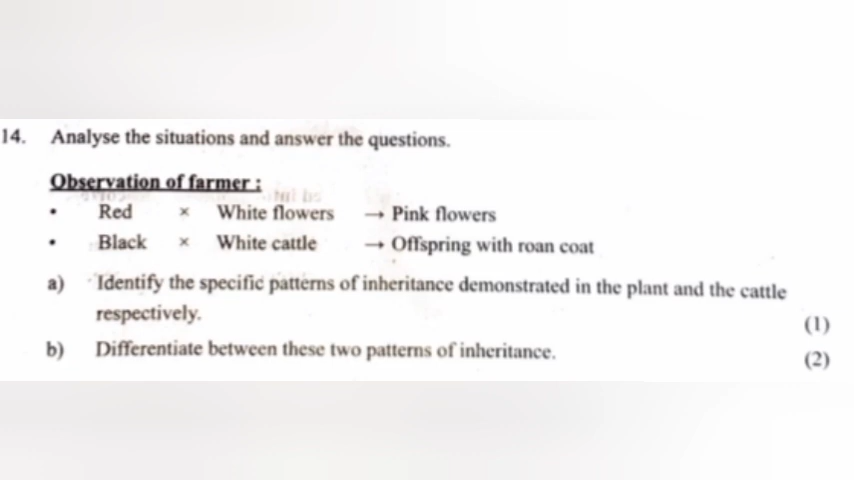 14. Analyse the situations and answer the questions.
Observation of farmer :
• Red × White flowers → Pink flowers
• Black × White cattle → Offspring with roan coat
a) Identify the specific patterns of inheritance demonstrated in the plant and the cattle
respectively.
(1)
b) Differentiate between these two patterns of inheritance.
(2)